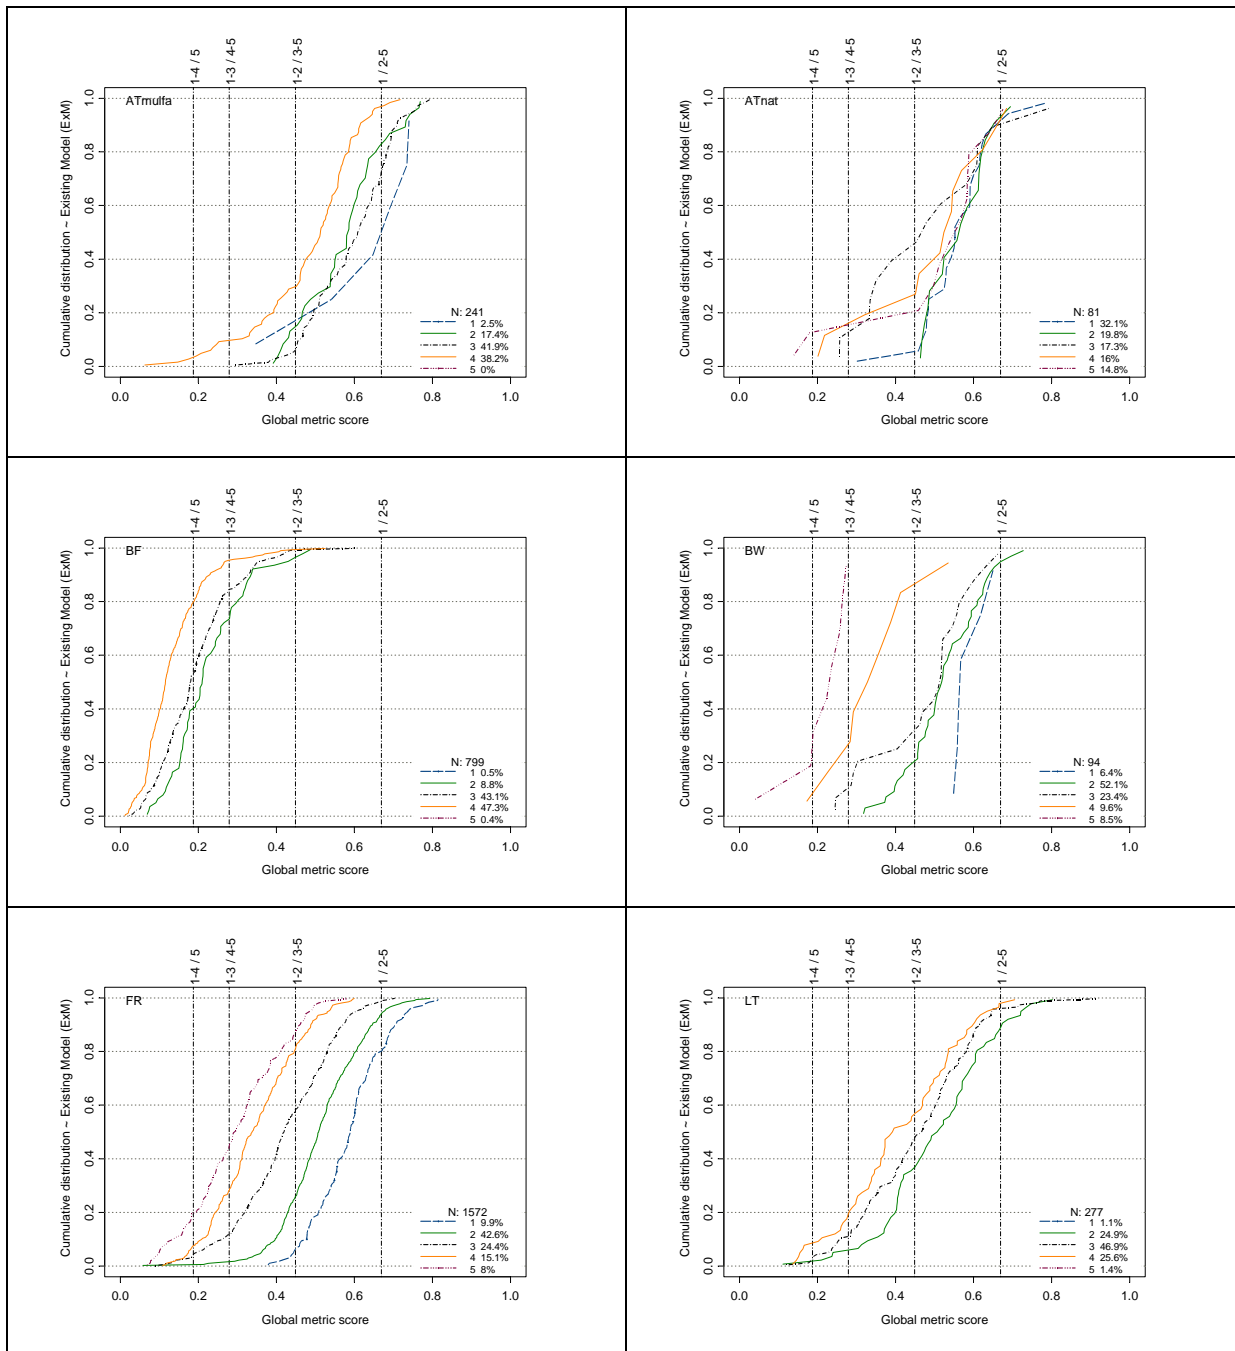 1-4 / 5
1-3 / 4-5
1-2 / 3-5
1 / 2-5
ATmulfa
Cumulative distribution ~ Existing Model (ExM)
1.0
0.8
0.6
0.4
0.2
0.0
N: 241
1 2.5%
2 17.4%
3 41.9%
4 38.2%
5 0%
0.0 0.2 0.4 0.6 0.8 1.0
Global metric score
1-4 / 5
1-3 / 4-5
1-2 / 3-5
1 / 2-5
ATnat
Cumulative distribution ~ Existing Model (ExM)
1.0
0.8
0.6
0.4
0.2
0.0
N: 81
1 32.1%
2 19.8%
3 17.3%
4 16%
5 14.8%
0.0 0.2 0.4 0.6 0.8 1.0
Global metric score
1-4 / 5
1-3 / 4-5
1-2 / 3-5
1 / 2-5
BF
Cumulative distribution ~ Existing Model (ExM)
1.0
0.8
0.6
0.4
0.2
0.0
N: 799
1 0.5%
2 8.8%
3 43.1%
4 47.3%
5 0.4%
0.0 0.2 0.4 0.6 0.8 1.0
Global metric score
1-4 / 5
1-3 / 4-5
1-2 / 3-5
1 / 2-5
BW
Cumulative distribution ~ Existing Model (ExM)
1.0
0.8
0.6
0.4
0.2
0.0
N: 94
1 6.4%
2 52.1%
3 23.4%
4 9.6%
5 8.5%
0.0 0.2 0.4 0.6 0.8 1.0
Global metric score
1-4 / 5
1-3 / 4-5
1-2 / 3-5
1 / 2-5
FR
Cumulative distribution ~ Existing Model (ExM)
1.0
0.8
0.6
0.4
0.2
0.0
N: 1572
1 9.9%
2 42.6%
3 24.4%
4 15.1%
5 8%
0.0 0.2 0.4 0.6 0.8 1.0
Global metric score
1-4 / 5
1-3 / 4-5
1-2 / 3-5
1 / 2-5
LT
Cumulative distribution ~ Existing Model (ExM)
1.0
0.8
0.6
0.4
0.2
0.0
N: 277
1 1.1%
2 24.9%
3 46.9%
4 25.6%
5 1.4%
0.0 0.2 0.4 0.6 0.8 1.0
Global metric score